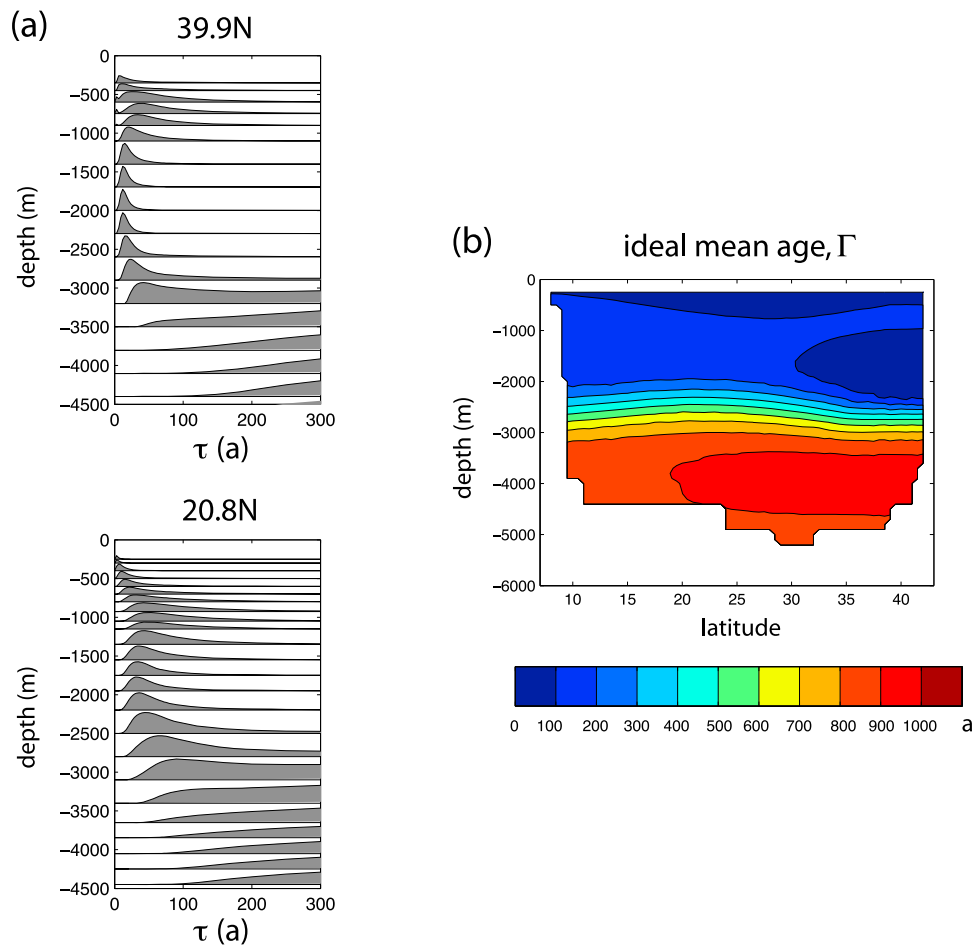 (a)
39.9N
0
−500
−1000
−1500
−2000
−2500
−3000
−3500
−4000
−4500
depth (m)
0 100 200 300
τ (a)
20.8N
0
−500
−1000
−1500
−2000
−2500
−3000
−3500
−4000
−4500
depth (m)
0 100 200 300
τ (a)
(b)
ideal mean age, Γ
0
−1000
−2000
−3000
−4000
−5000
−6000
depth (m)
10 15 20 25 30 35 40
latitude
0 100 200 300 400 500 600 700 800 900 1000 a